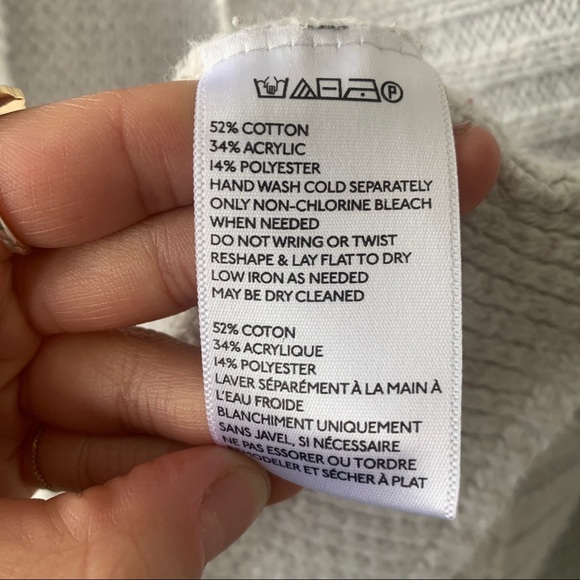 P
52% COTTON
34% ACRYLIC
14% POLYESTER
HAND WASH COLD SEPARATELY
ONLY NON-CHLORINE BLEACH
WHEN NEEDED
DO NOT WRING OR TWIST
RESHAPE & LAY FLAT TO DRY
LOW IRON AS NEEDED
MAY BE DRY CLEANED
52% COTON
34% ACRYLIQUE
14% POLYESTER
LAVER SÉPARÉMENT À LA MAIN À
L'EAU FROIDE
BLANCHIMENT UNIQUEMENT
SANS JAVEL, SI NÉCESSAIRE
NE PAS ESSORER OU TORDRE
ET SÉCHER À PLAT